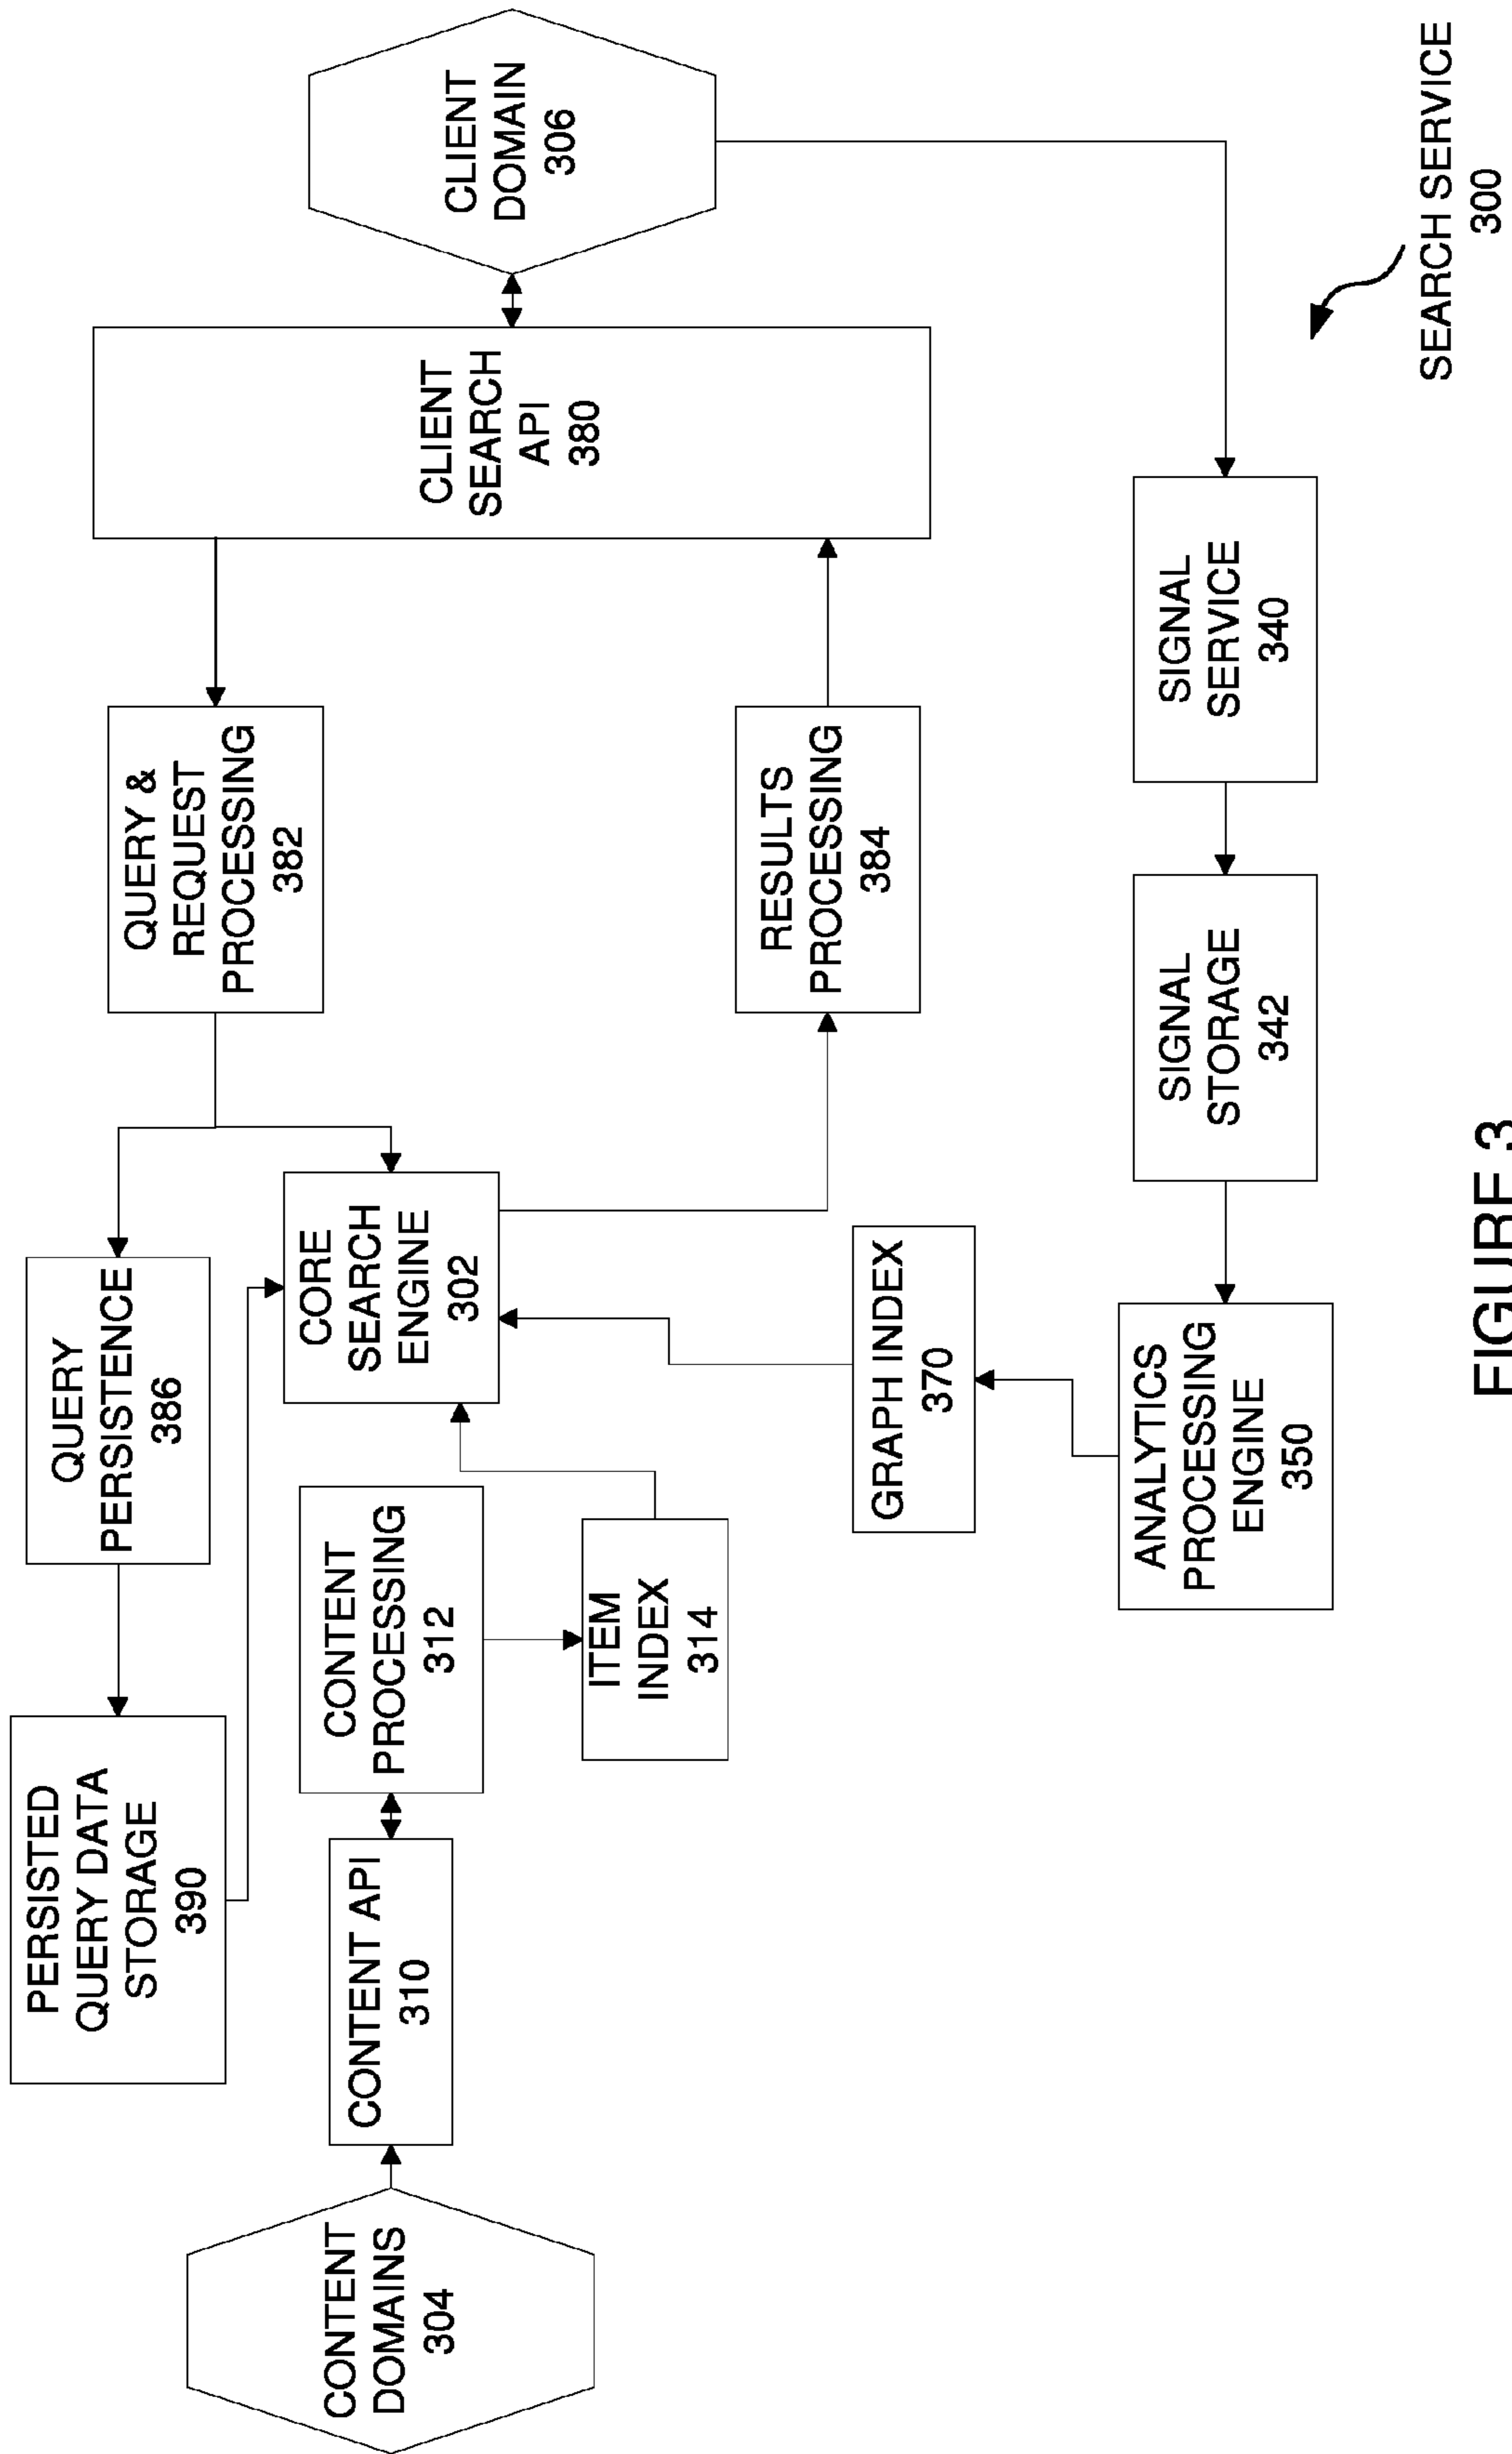 PERSISTED
QUERY DATA
STORAGE
390
QUERY
PERSISTENCE
386
QUERY &
REQUEST
PROCESSING
382
CLIENT
SEARCH
API
380
CLIENT
DOMAIN
306
CONTENT
DOMAINS
304
CONTENT API
310
CONTENT
PROCESSING
312
CORE
SEARCH
ENGINE
302
ITEM
INDEX
314
RESULTS
PROCESSING
384
GRAPH INDEX
370
ANALYTICS
PROCESSING
ENGINE
350
SIGNAL
STORAGE
342
SIGNAL
SERVICE
340
SEARCH SERVICE
300
FIGURE 3